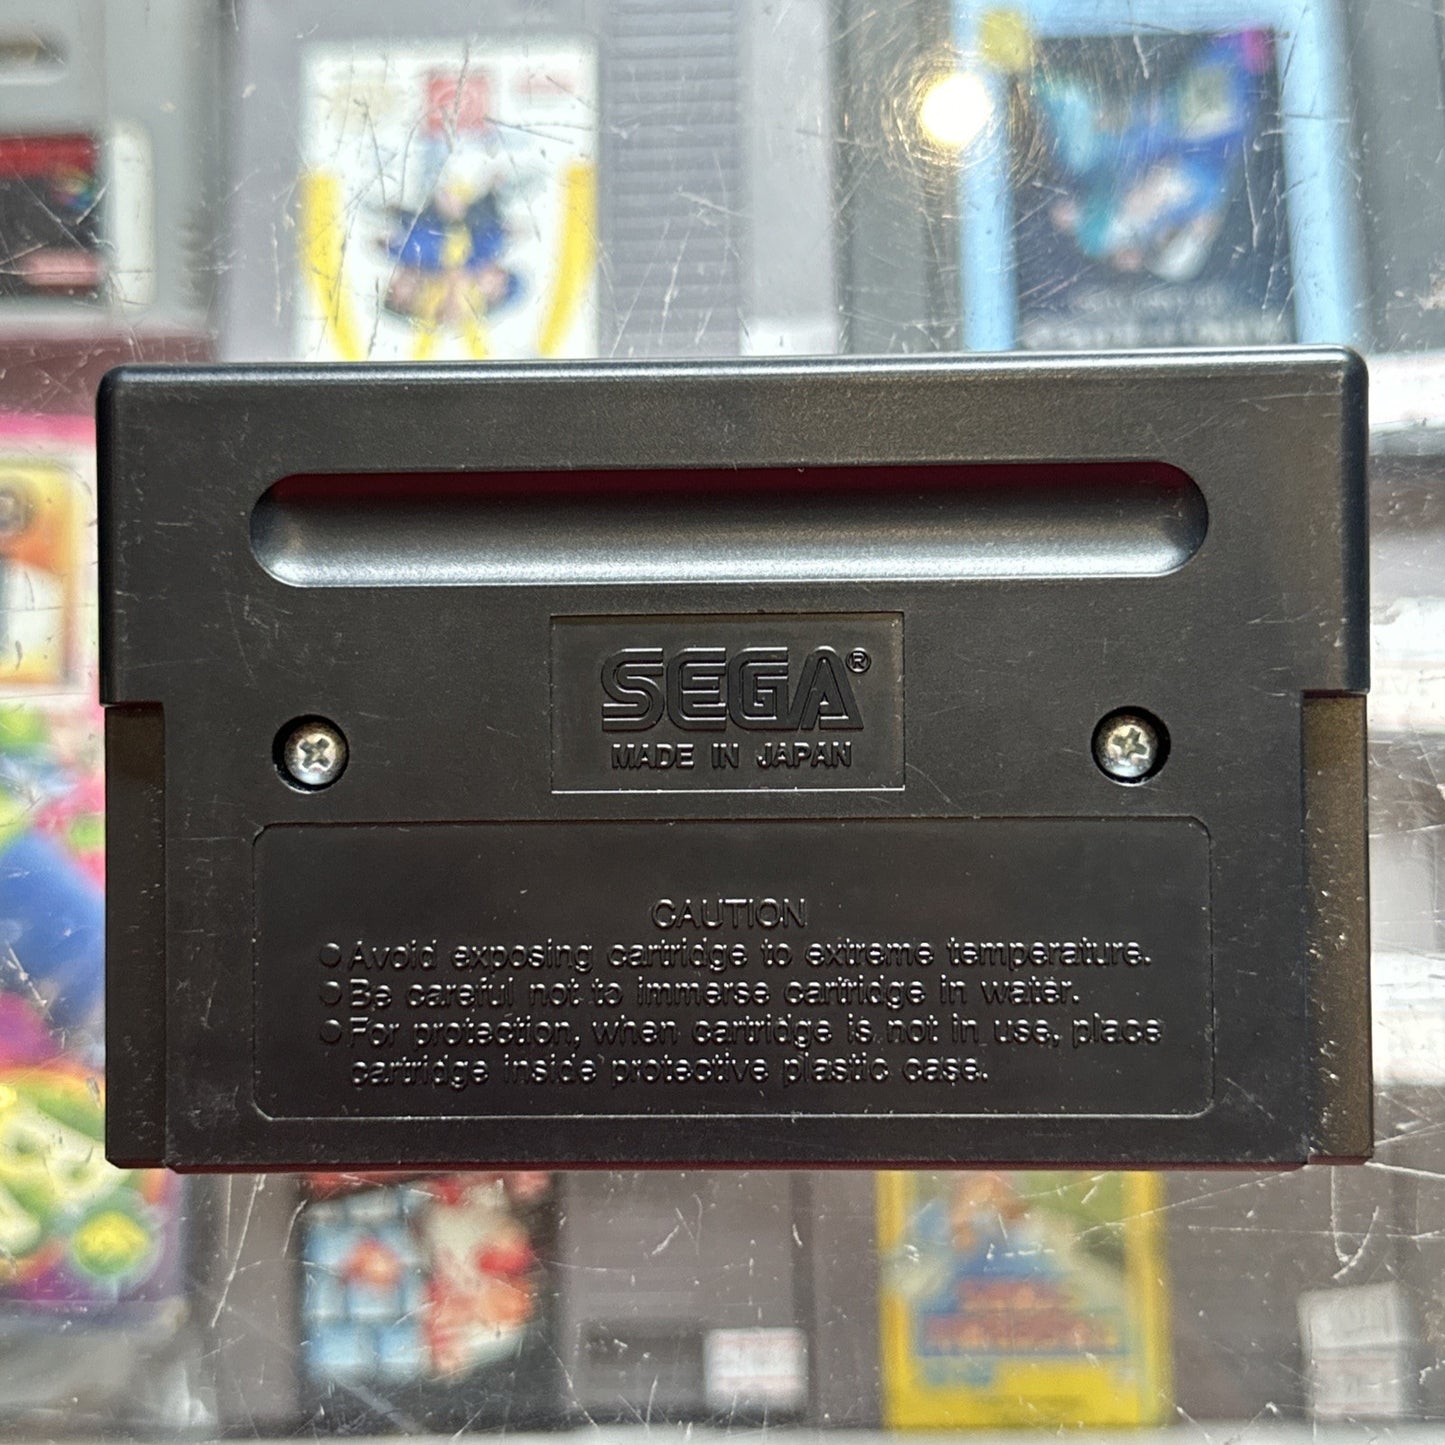 SEGA®
MADE IN JAPAN
CAUTION
Avoid exposing cartridge to extreme temperature.
Be careful not to immerse cartridge in water.
For protection, when cartridge is not in use, place
cartridge inside protective plastic case.